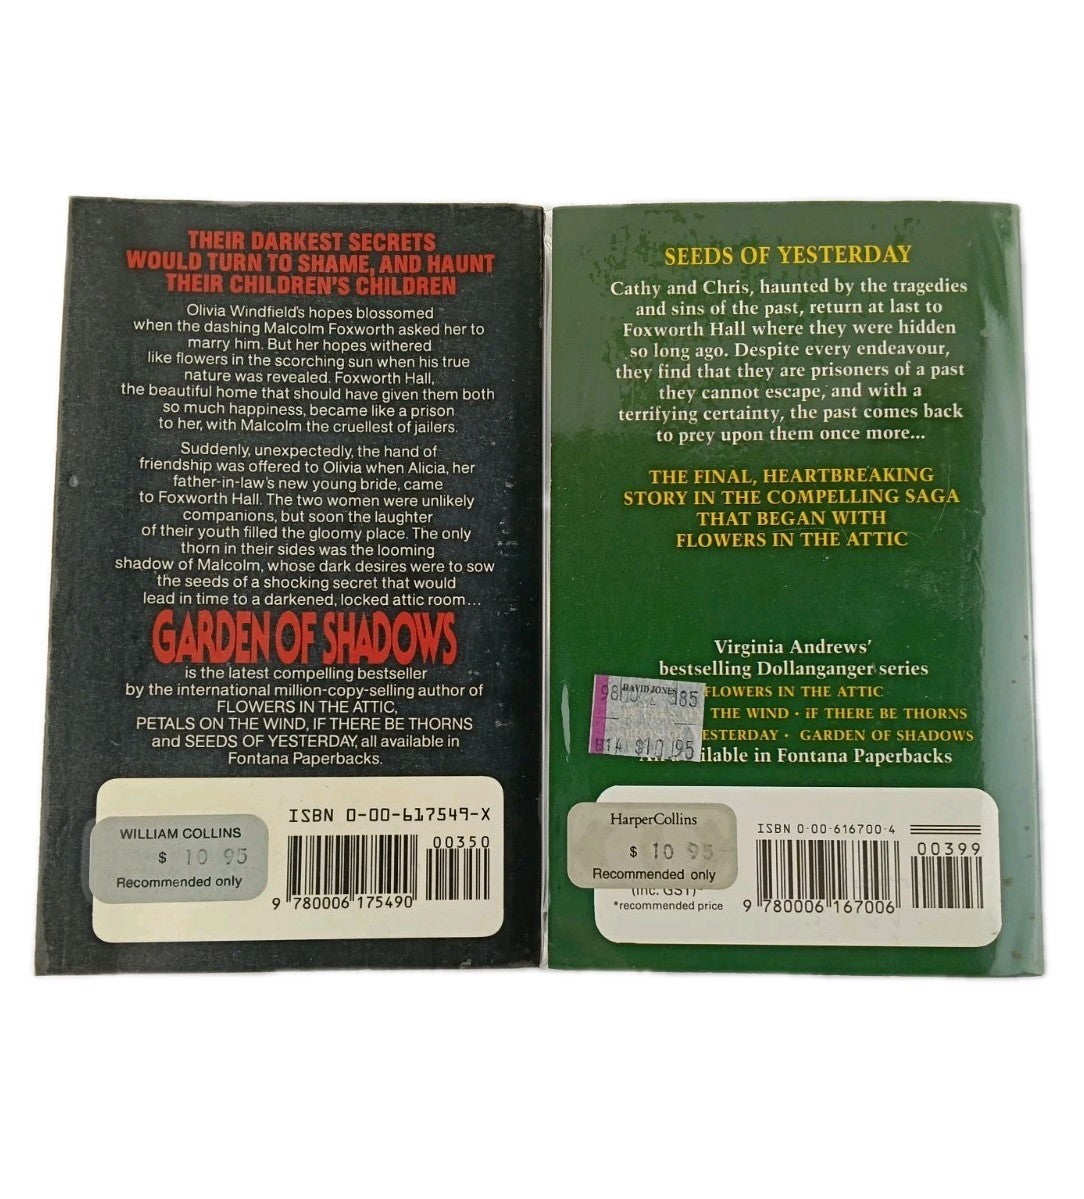 THEIR DARKEST SECRETS
WOULD TURN TO SHAME, AND HAUNT
THEIR CHILDREN'S CHILDREN
Olivia Windfield's hopes blossomed
when the dashing Malcolm Foxworth asked her to
marry him. But her hopes withered
like flowers in the scorching sun when his true
nature was revealed. Foxworth Hall,
the beautiful home that should have given them both
so much happiness, became like a prison
to her, with Malcolm the cruellest of jailers.
Suddenly, unexpectedly, the hand of
friendship was offered to Olivia when Alicia, her
father-in-law's new young bride, came
to Foxworth Hall. The two women were unlikely
companions, but soon the laughter
of their youth filled the gloomy place. The only
thorn in their sides was the looming
shadow of Malcolm, whose dark desires were to sow
the seeds of a shocking secret that would
lead in time to a darkened, locked attic room...
GARDEN OF SHADOWS
is the latest compelling bestseller
by the international million-copy-selling author of
FLOWERS IN THE ATTIC,
PETALS ON THE WIND, IF THERE BE THORNS
and SEEDS OF YESTERDAY, all available in
Fontana Paperbacks.
WILLIAM COLLINS
$ 10 95
Recommended only
ISBN 0-00-617549-X
00350
9 780006 175490
SEEDS OF YESTERDAY
Cathy and Chris, haunted by the tragedies
and sins of the past, return at last to
Foxworth Hall where they were hidden
so long ago. Despite every endeavour,
they find that they are prisoners of a past
they cannot escape, and with a
terrifying certainty, the past comes back
to prey upon them once more...
THE FINAL, HEARTBREAKING
STORY IN THE COMPELLING SAGA
THAT BEGAN WITH
FLOWERS IN THE ATTIC
Virginia Andrews'
bestselling Dollanganger series
FLOWERS IN THE ATTIC
THE WIND · iF THERE BE THORNS
YESTERDAY · GARDEN OF SHADOWS
available in Fontana Paperbacks
DAVID JONES
814 $10.95
HarperCollins
$ 10 95
Recommended only
(inc. GST)*
*recommended price
ISBN 0-00-616700-4
00399
9 780006 167006